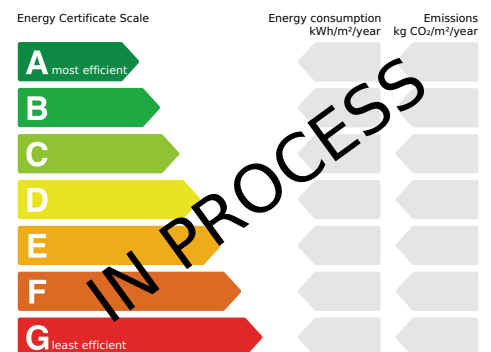 Energy Certificate Scale
Energy consumption
kWh/m²/year
Emissions
kg CO₂/m²/year
A most efficient
B
C
D
E
F
G least efficient
IN PROCESS